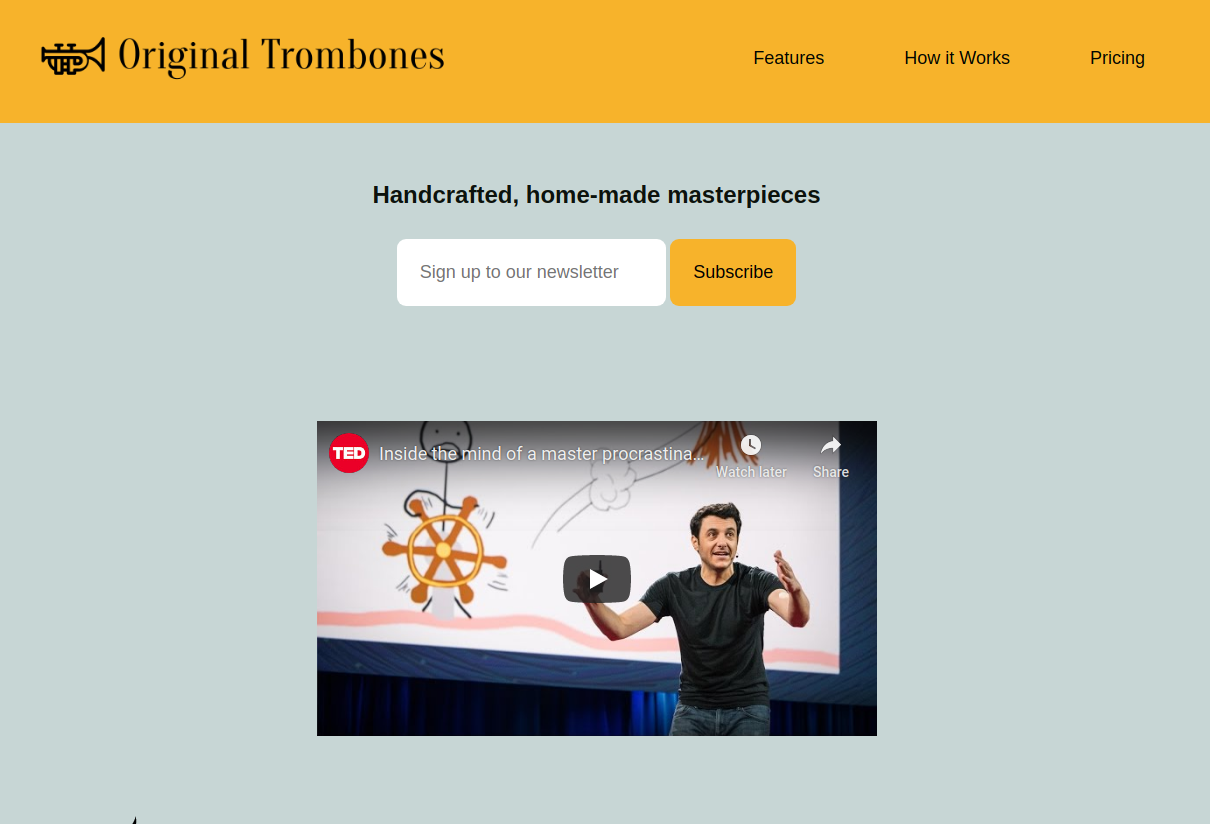 Original Trombones
Features
How it Works
Pricing
Handcrafted, home-made masterpieces
Sign up to our newsletter
Subscribe
TED
Inside the mind of a master procrastina...
Watch later
Share